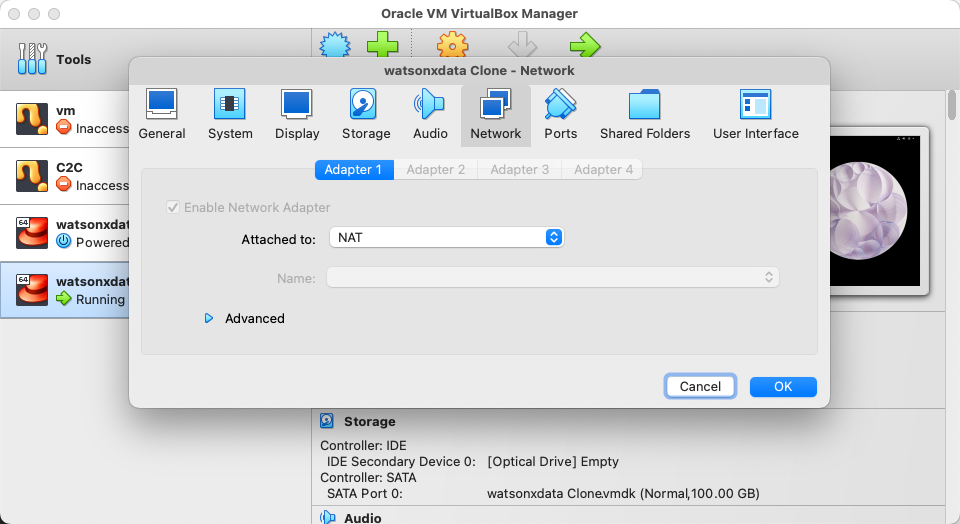 Oracle VM VirtualBox Manager
Tools
watsonxdata Clone - Network
General System Display Storage Audio Network Ports Shared Folders User Interface
Adapter 1 Adapter 2 Adapter 3 Adapter 4
Enable Network Adapter
Attached to: NAT
Name:
Advanced
Cancel OK
vm
Inaccess
C2C
Inaccess
64
watsonxdat
Powered
64
watsonxdat
Running
Storage
Controller: IDE
IDE Secondary Device 0: [Optical Drive] Empty
Controller: SATA
SATA Port 0: watsonxdata Clone.vmdk (Normal,100.00 GB)
Audio